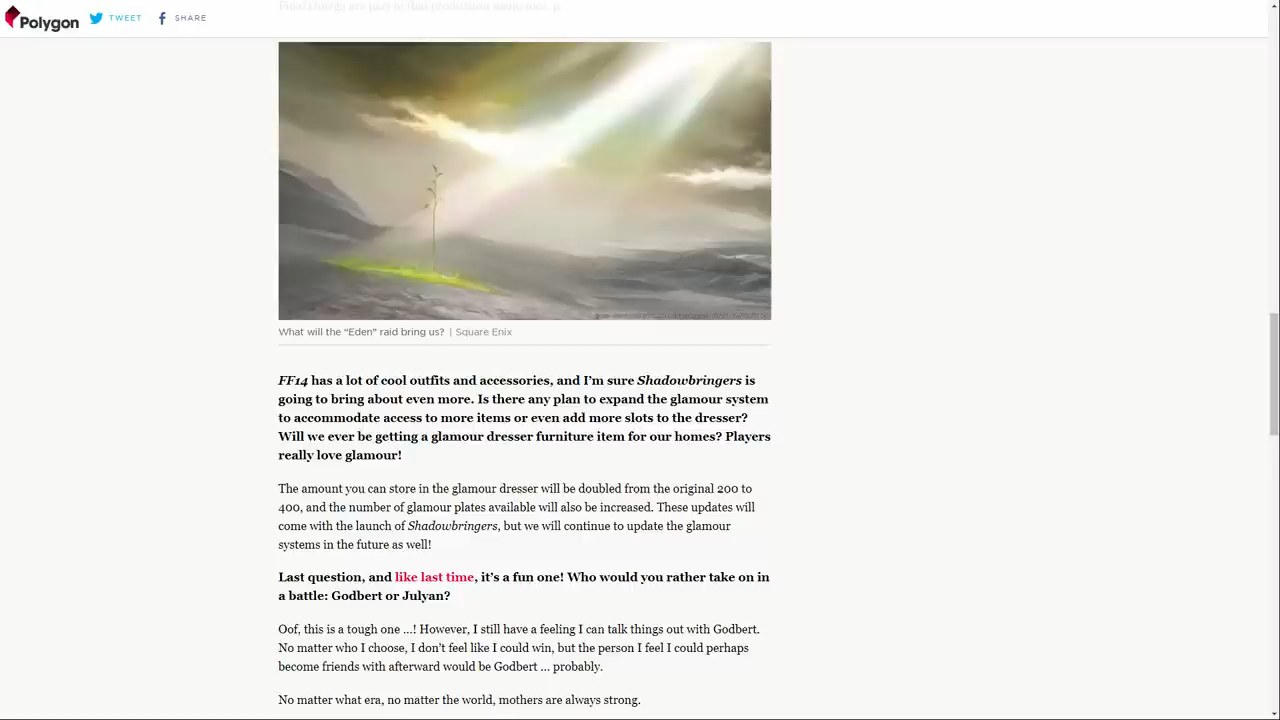 Polygon
TWEET
SHARE
What will the “Eden” raid bring us? | Square Enix
FF14 has a lot of cool outfits and accessories, and I’m sure Shadowbringers is
going to bring about even more. Is there any plan to expand the glamour system
to accommodate access to more items or even add more slots to the dresser?
Will we ever be getting a glamour dresser furniture item for our homes? Players
really love glamour!
The amount you can store in the glamour dresser will be doubled from the original 200 to
400, and the number of glamour plates available will also be increased. These updates will
come with the launch of Shadowbringers, but we will continue to update the glamour
systems in the future as well!
Last question, and like last time, it’s a fun one! Who would you rather take on in
a battle: Godbert or Julyan?
Oof, this is a tough one ...! However, I still have a feeling I can talk things out with Godbert.
No matter who I choose, I don’t feel like I could win, but the person I feel I could perhaps
become friends with afterward would be Godbert ... probably.
No matter what era, no matter the world, mothers are always strong.